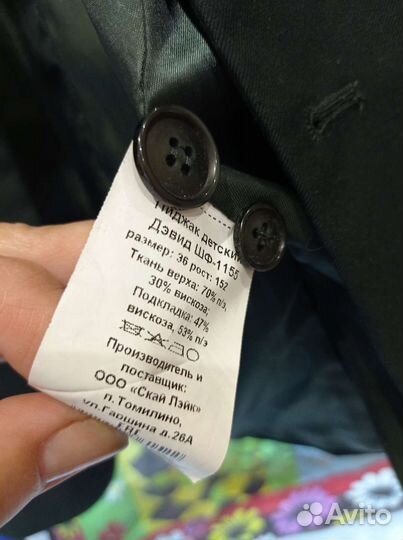 Пиджак детский
Дэвид ШФ-1155
размер: 36 рост: 152
Ткань верха: 70% п/э,
30% вискоза;
Подкладка: 47%
вискоза, 53% п/э
Производитель и
поставщик:
ООО «Скай Лэйк»
п. Томилино,
ул.Гаршина д.26А
Avito